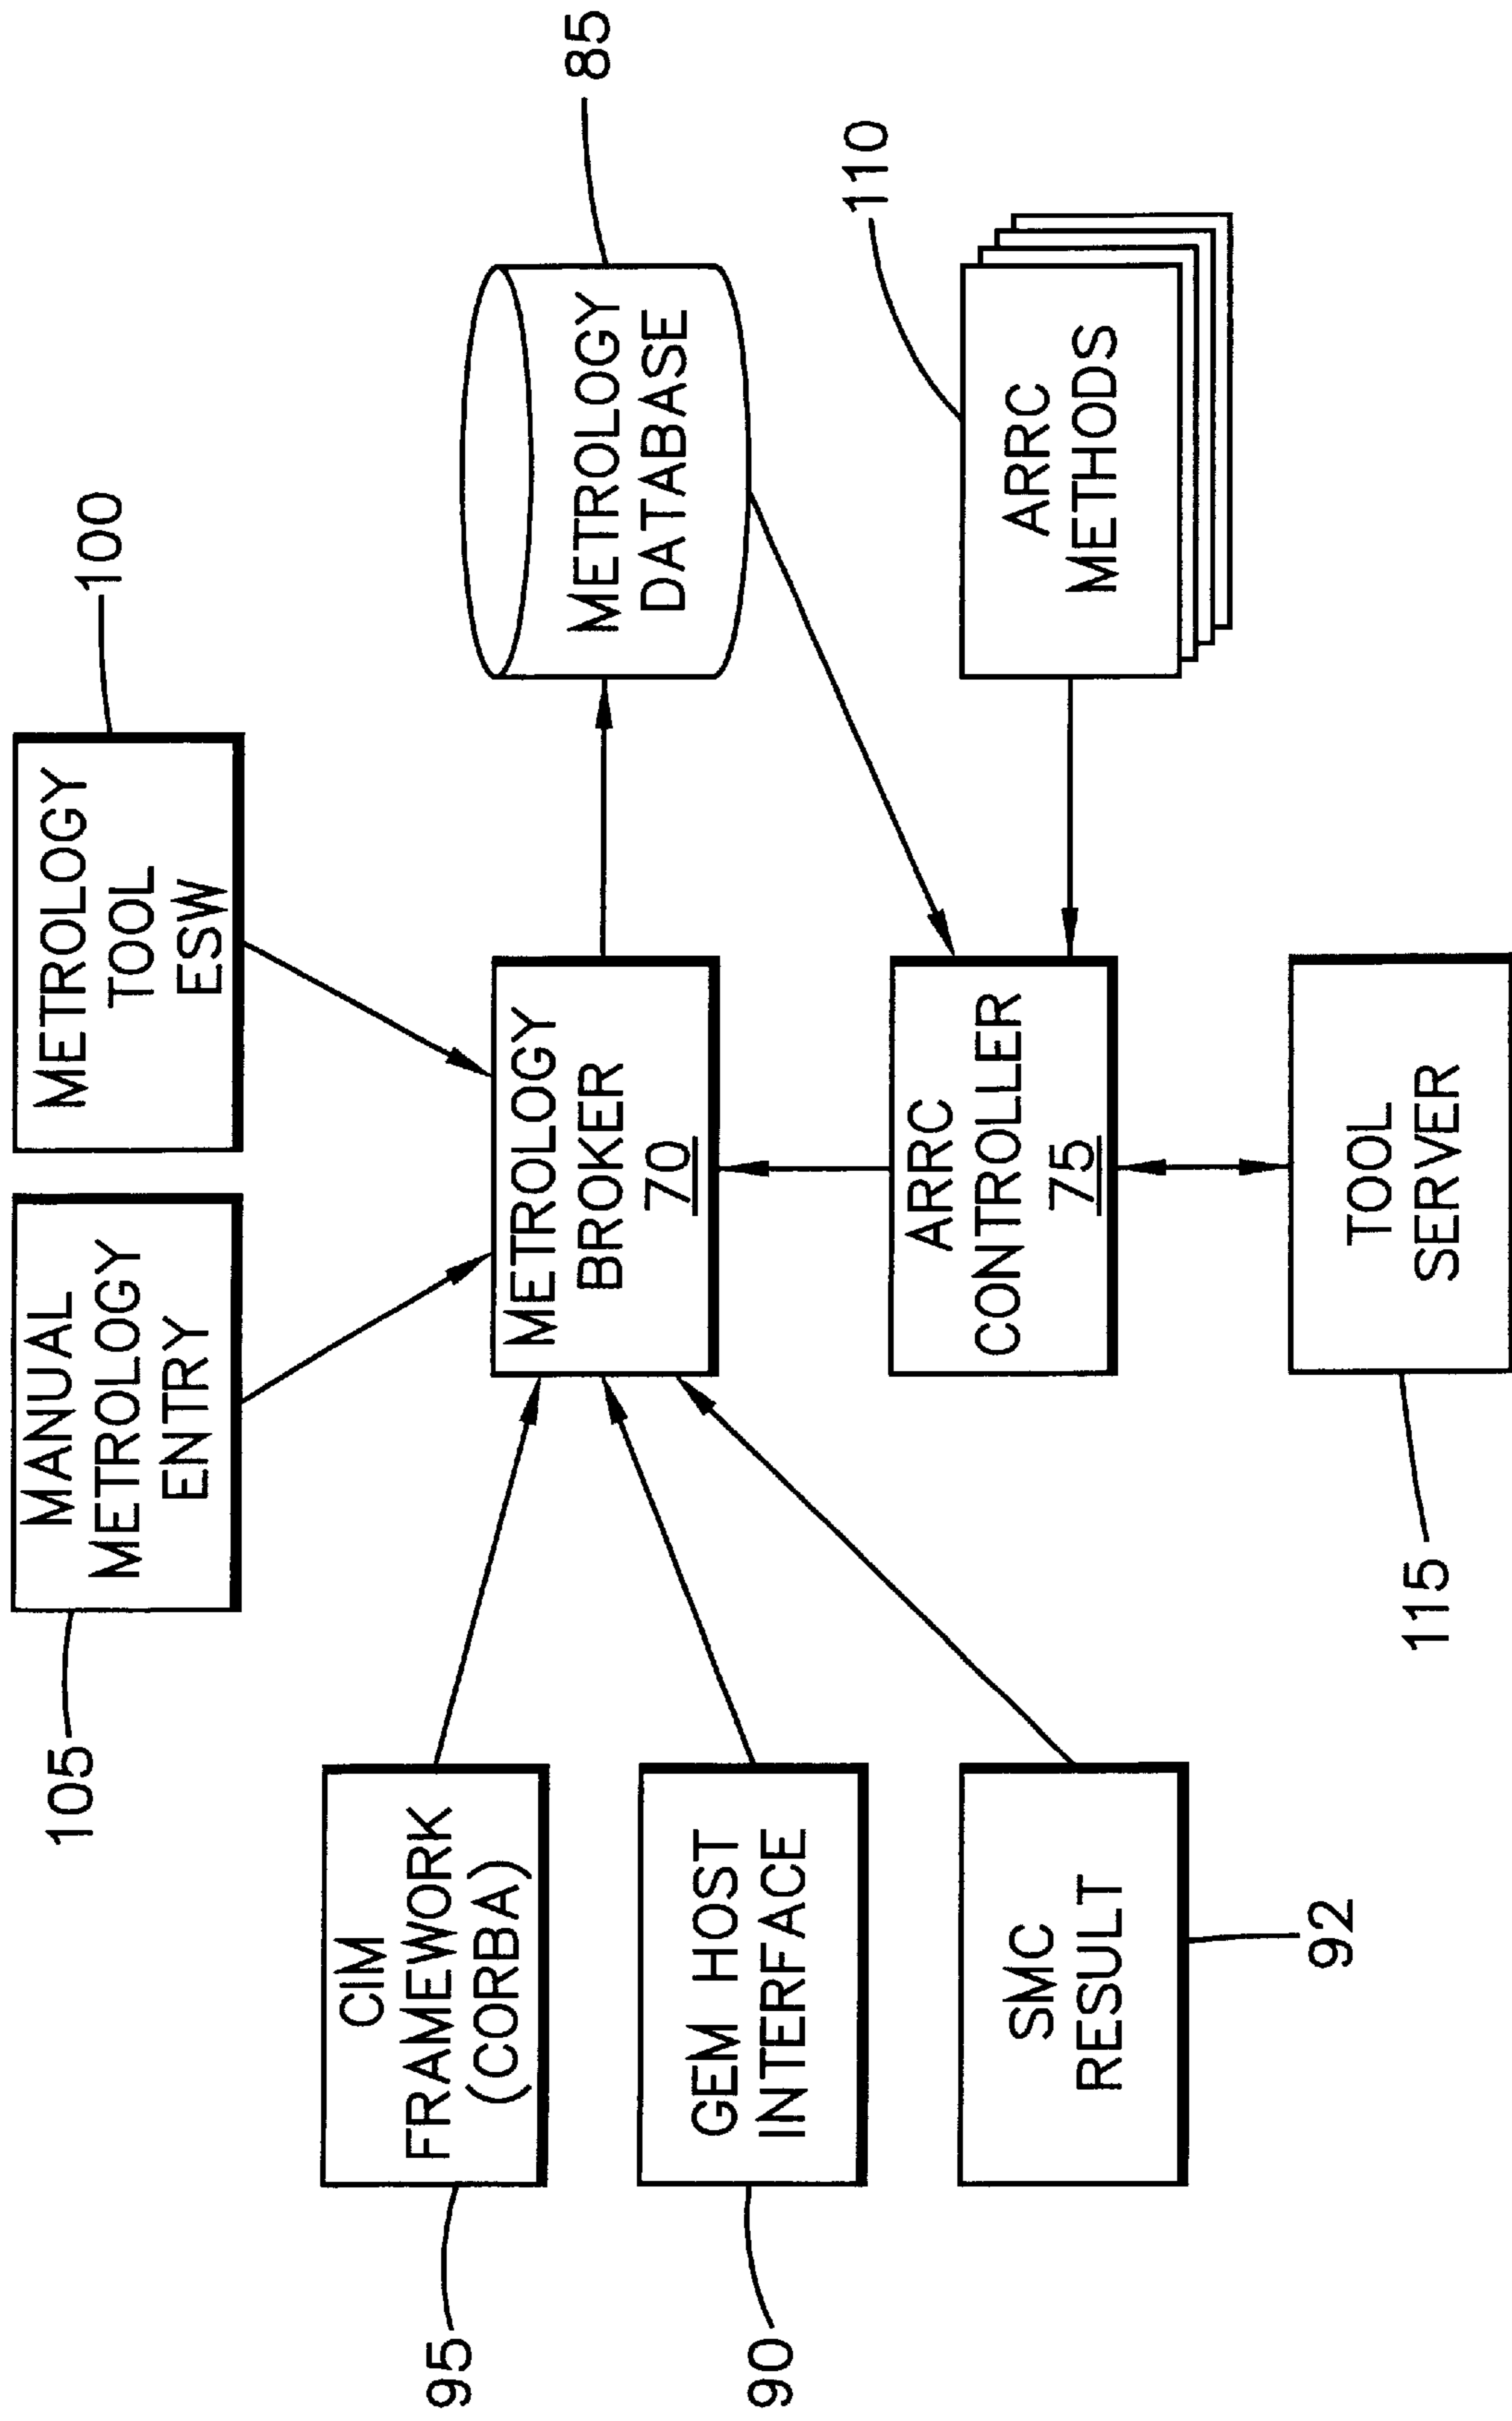 105
MANUAL
METROLOGY
ENTRY
METROLOGY
TOOL
ESW
100
95
CIM
FRAMEWORK
(CORBA)
METROLOGY
BROKER
70
METROLOGY
DATABASE
85
90
GEM HOST
INTERFACE
SMC
RESULT
92
ARRC
CONTROLLER
75
ARRC
METHODS
110
115
TOOL
SERVER